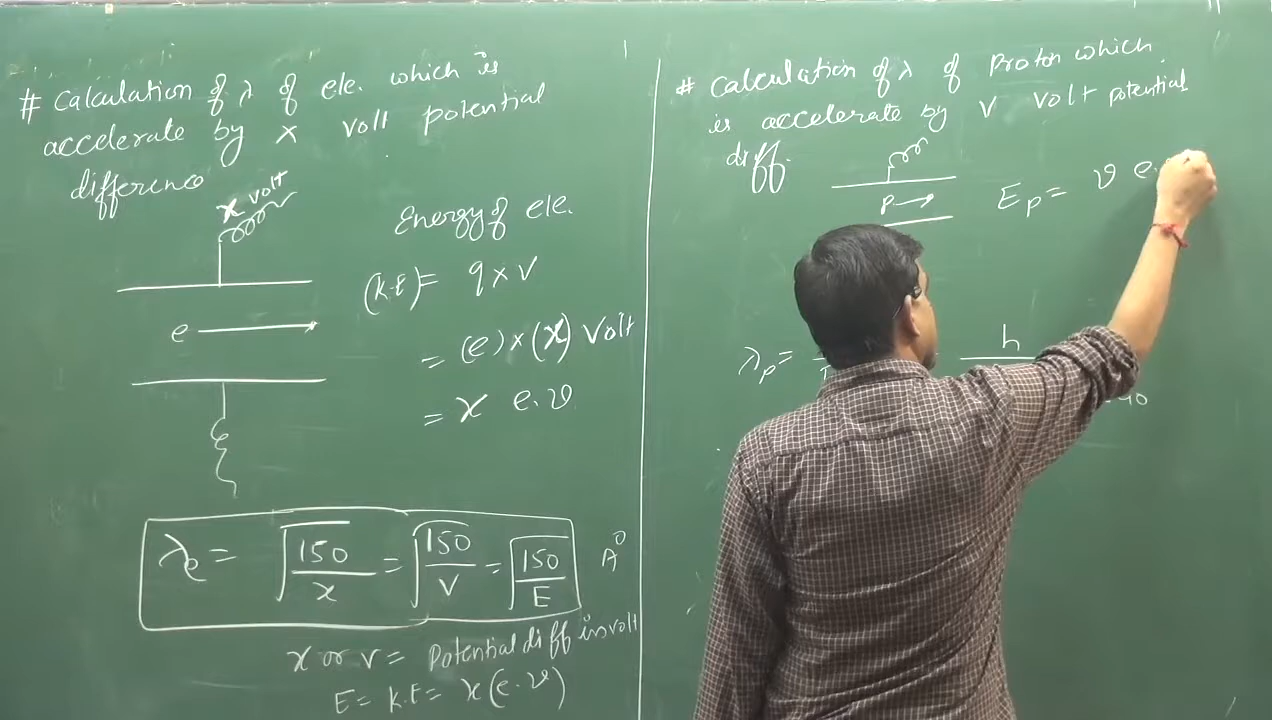 # Calculation of λ of ele. which is
accelerate by x volt potential
difference
x volt
e
Energy of ele.
(K.E) = q × v
= (e) × (x) volt
= x e.v
λe = √150/x = √150/V = √150/E A°
x or v = Potential diff in volt
E = K.E = x (e.v)
# Calculation of λ of Proton which
is accelerate by V volt potential
diff.
P
Ep = v e.
λp =
h